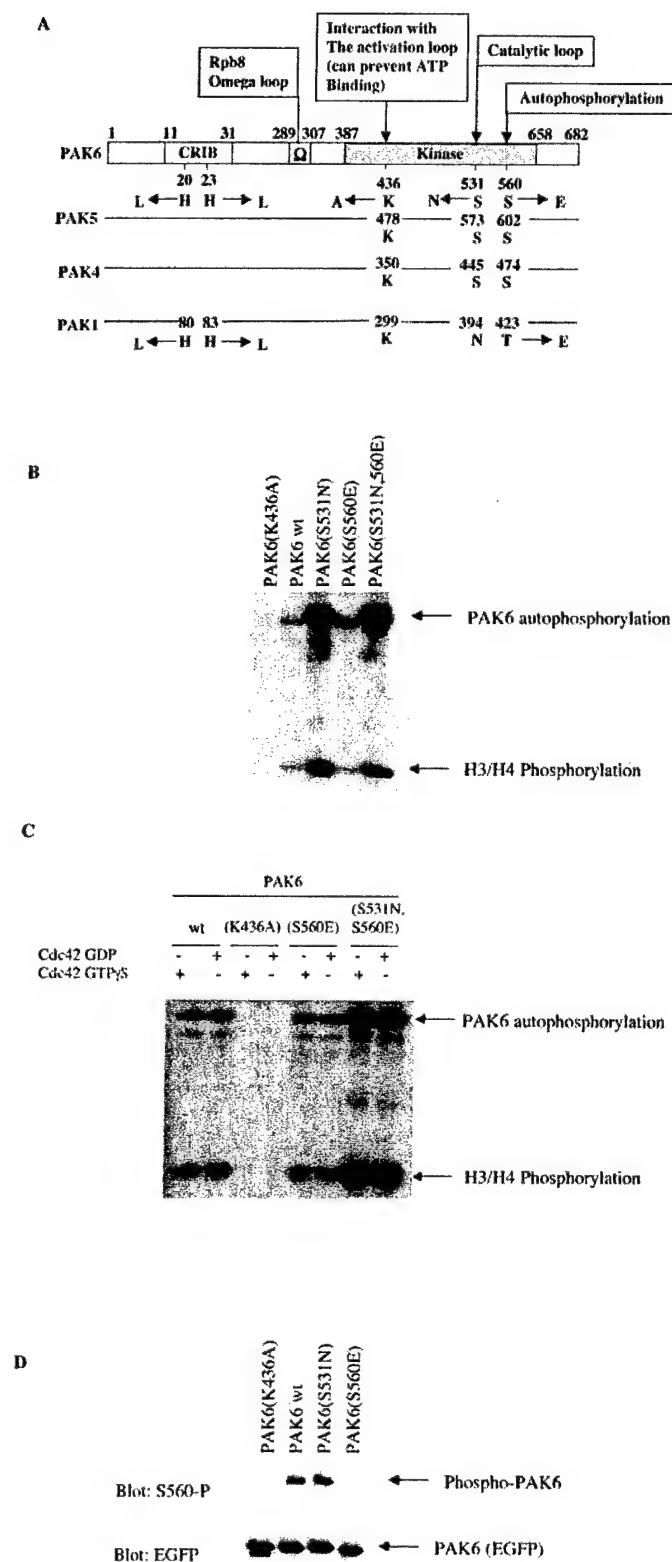 A
Interaction with
The activation loop
(can prevent ATP
Binding)
Rpb8
Omega loop
Catalytic loop
Autophosphorylation
1 11 31 289 307 387 658 682
PAK6 CRIB Ω Kinase
20 23 436 531 560
L H H L A K N S S E
PAK5 478 573 602
K S S
PAK4 350 445 474
K S S
PAK1 80 83 299 394 423
L H H L K N T E
B
PAK6(K436A)
PAK6 wt
PAK6(S531N)
PAK6(S560E)
PAK6(S531N,560E)
PAK6 autophosphorylation
H3/H4 Phosphorylation
C
PAK6
wt (K436A) (S560E) (S531N, S560E)
Cdc42 GDP - + - + - + - +
Cdc42 GTPγS + - + - + - + -
PAK6 autophosphorylation
H3/H4 Phosphorylation
D
PAK6(K436A)
PAK6 wt
PAK6(S531N)
PAK6(S560E)
Blot: S560-P Phospho-PAK6
Blot: EGFP PAK6 (EGFP)